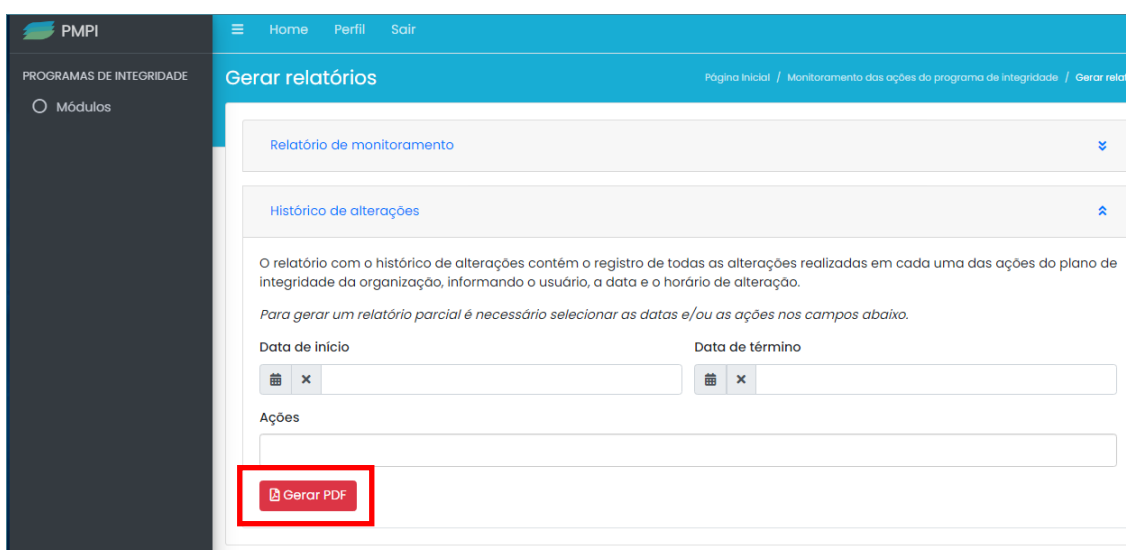 PMPI
Home Perfil Sair
PROGRAMAS DE INTEGRIDADE
Módulos
Gerar relatórios
Página Inicial / Monitoramento das ações do programa de integridade / Gerar relat
Relatório de monitoramento
Histórico de alterações
O relatório com o histórico de alterações contém o registro de todas as alterações realizadas em cada uma das ações do plano de
integridade da organização, informando o usuário, a data e o horário de alteração.
Para gerar um relatório parcial é necessário selecionar as datas e/ou as ações nos campos abaixo.
Data de início Data de término
Ações
Gerar PDF